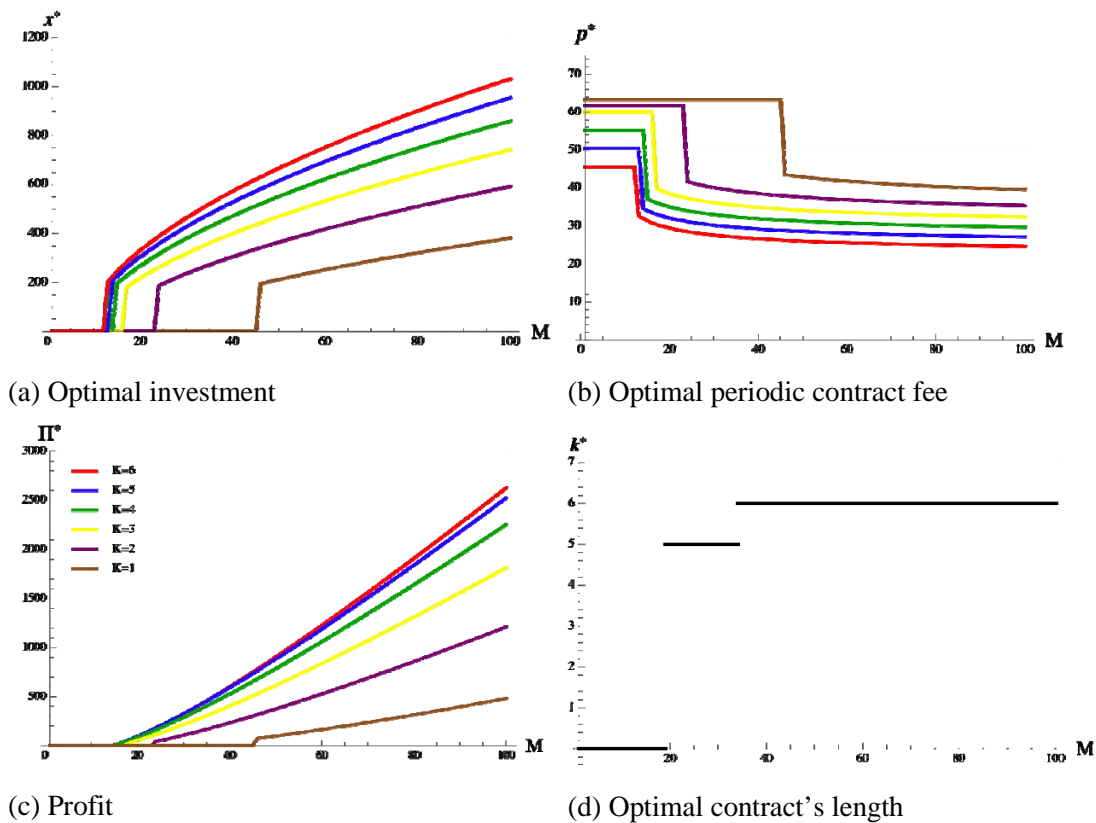 x*
1200
1000
800
600
400
200
0 20 40 60 80 100 M
(a) Optimal investment
p*
70
60
50
40
30
20
10
0 20 40 60 80 100 M
(b) Optimal periodic contract fee
Π*
3000
2500
2000
1500
1000
500
0 20 40 60 80 100 M
K=6
K=5
K=4
K=3
K=2
K=1
(c) Profit
k*
7
6
5
4
3
2
1
0 20 40 60 80 100 M
(d) Optimal contract’s length